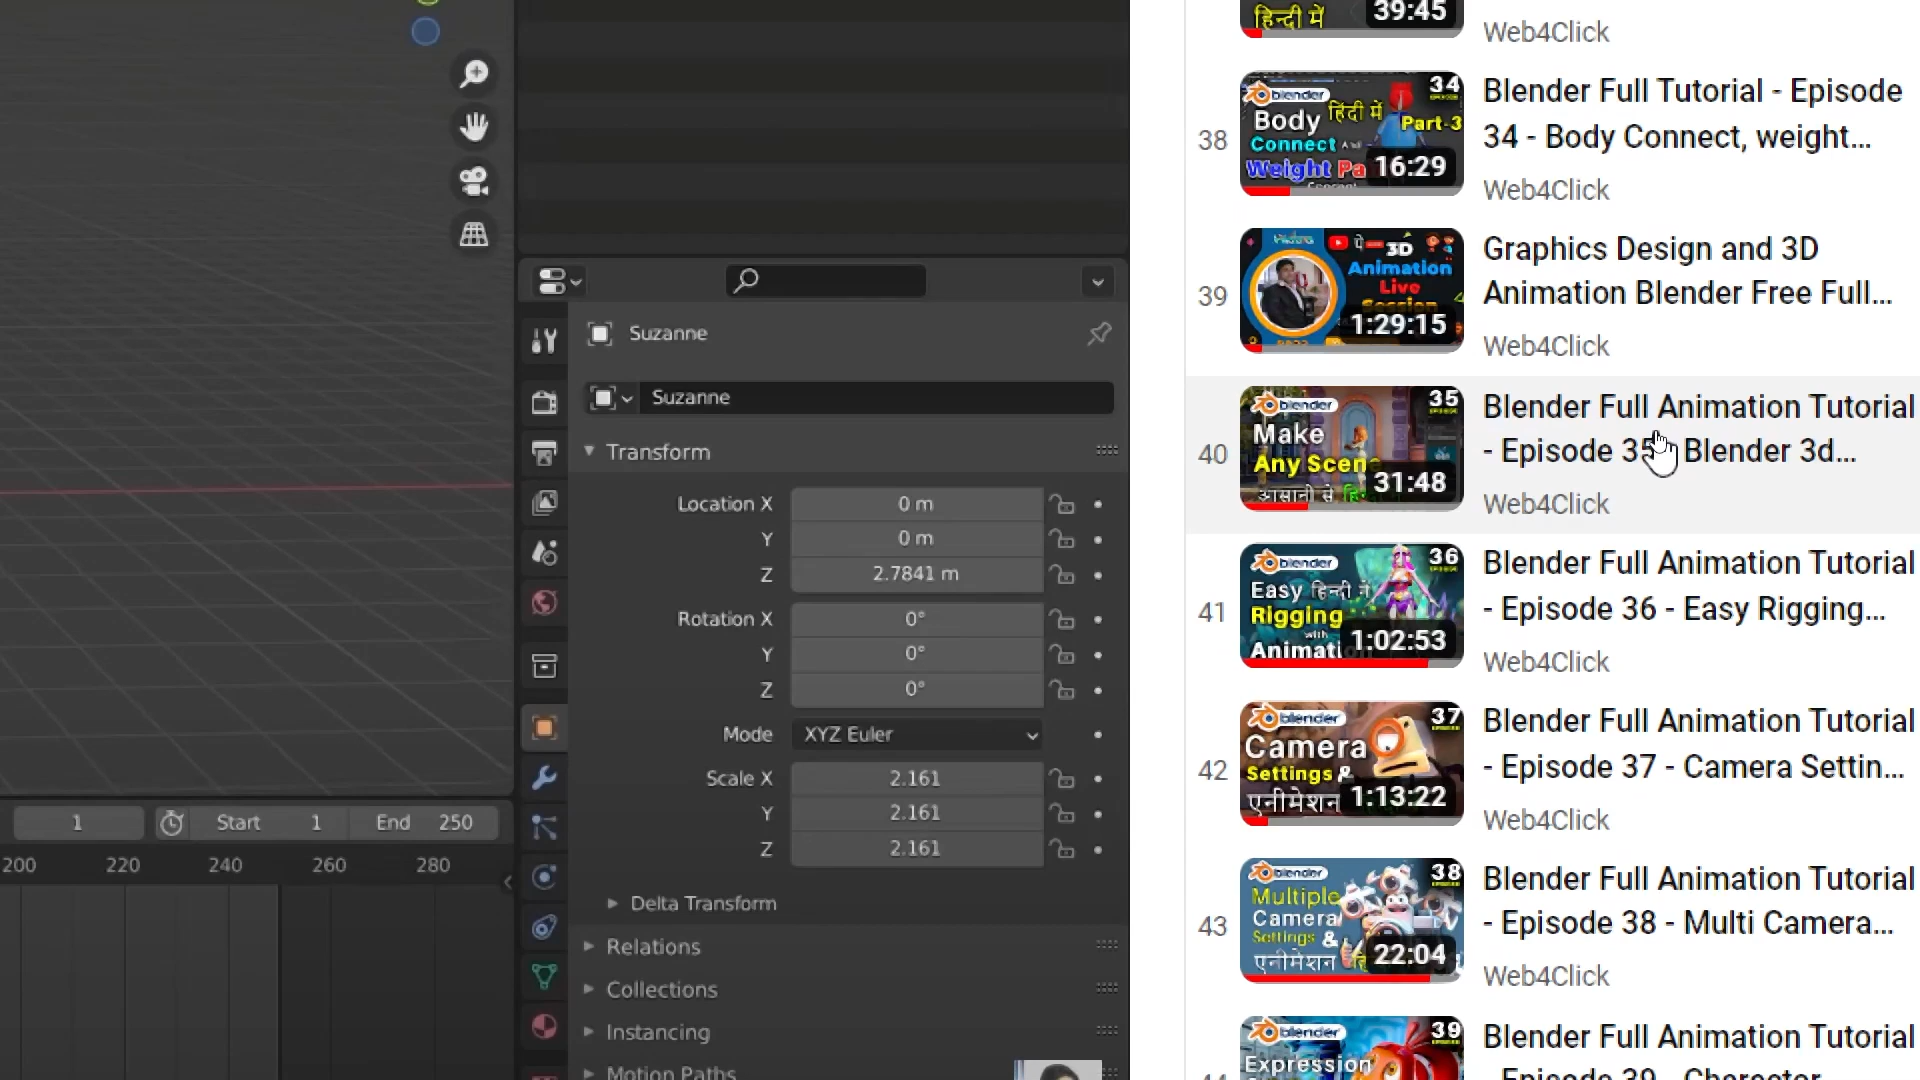 Suzanne
Suzanne
Transform
Location X 0 m
Y 0 m
Z 2.7841 m
Rotation X 0°
Y 0°
Z 0°
Mode XYZ Euler
Scale X 2.161
Y 2.161
Z 2.161
Delta Transform
Relations
Collections
Instancing
Motion Paths
1 Start 1 End 250
200 220 240 260 280
हिन्दी में 39:45
Web4Click
38
blender 34
Body हिंदी में Part-3
Connect
Weight Pa 16:29
Blender Full Tutorial - Episode
34 - Body Connect, weight...
Web4Click
39
3D
Animation
Live
Session
1:29:15
Graphics Design and 3D
Animation Blender Free Full...
Web4Click
40
blender 35
Make
Any Scene
आसानी से 31:48
Blender Full Animation Tutorial
- Episode 35 - Blender 3d...
Web4Click
41
blender 36
Easy हिन्दी में
Rigging
with
Animati 1:02:53
Blender Full Animation Tutorial
- Episode 36 - Easy Rigging...
Web4Click
42
blender 37
Camera
Settings &
एनीमेशन 1:13:22
Blender Full Animation Tutorial
- Episode 37 - Camera Settin...
Web4Click
43
blender 38
Multiple
Camera
Settings &
एनीमेशन 22:04
Blender Full Animation Tutorial
- Episode 38 - Multi Camera...
Web4Click
blender 39
Expression
Blender Full Animation Tutorial
- Episode 39 - Charector